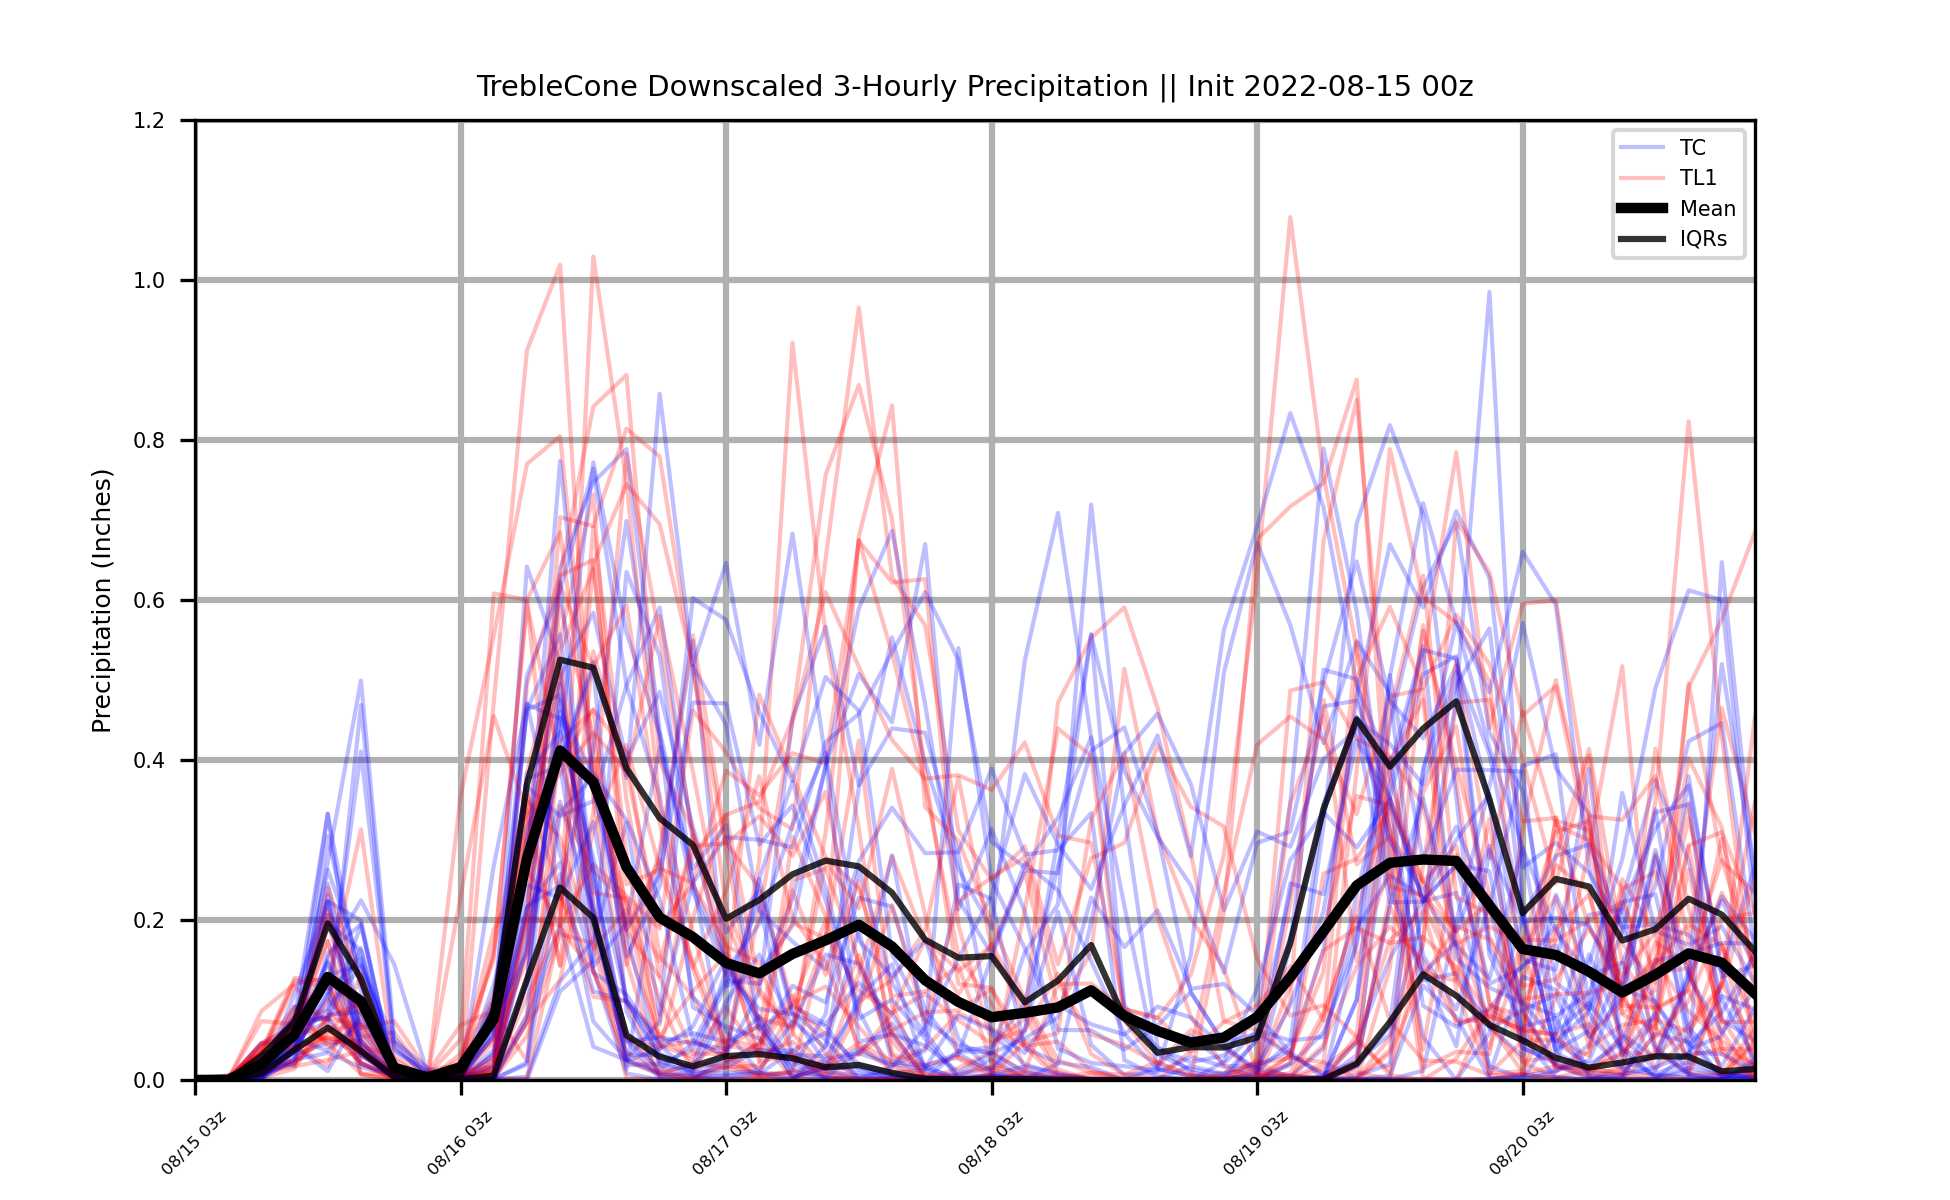 TrebleCone Downscaled 3-Hourly Precipitation || Init 2022-08-15 00z
1.2
1.0
0.8
0.6
0.4
0.2
0.0
Precipitation (Inches)
TC
TL1
Mean
IQRs
08/15 03z
08/16 03z
08/17 03z
08/18 03z
08/19 03z
08/20 03z